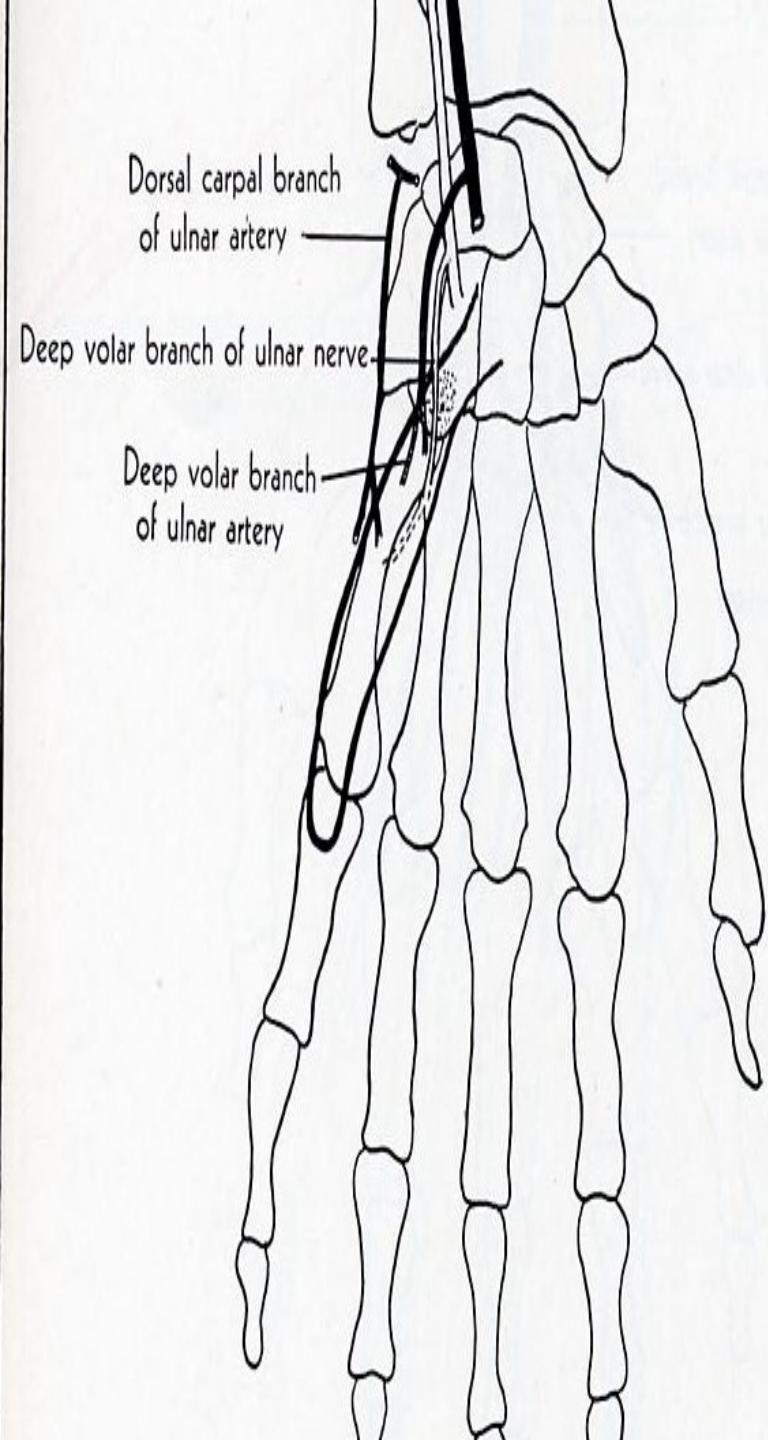 Dorsal carpal branch
of ulnar artery
Deep volar branch of ulnar nerve
Deep volar branch
of ulnar artery